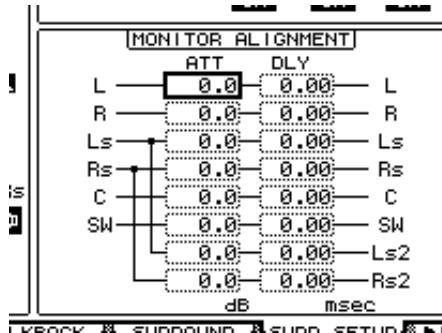 MONITOR ALIGNMENT
ATT DLY
L 0.0 0.00 L
R 0.0 0.00 R
Ls 0.0 0.00 Ls
Rs 0.0 0.00 Rs
C 0.0 0.00 C
SW 0.0 0.00 SW
0.0 0.00 Ls2
0.0 0.00 Rs2
dB msec
SURROUND SURR SETUP